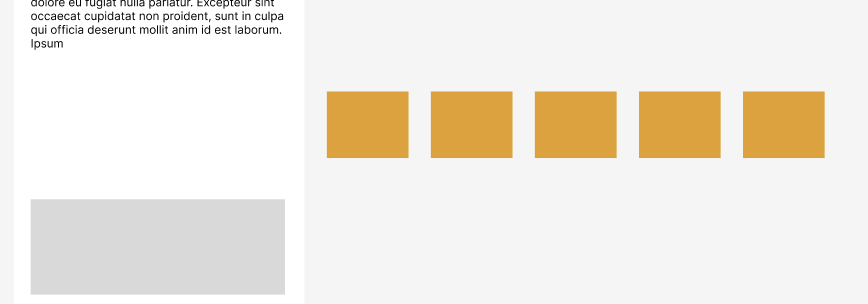 dolore eu fugiat nulla pariatur. Excepteur sint
occaecat cupidatat non proident, sunt in culpa
qui officia deserunt mollit anim id est laborum.
Ipsum